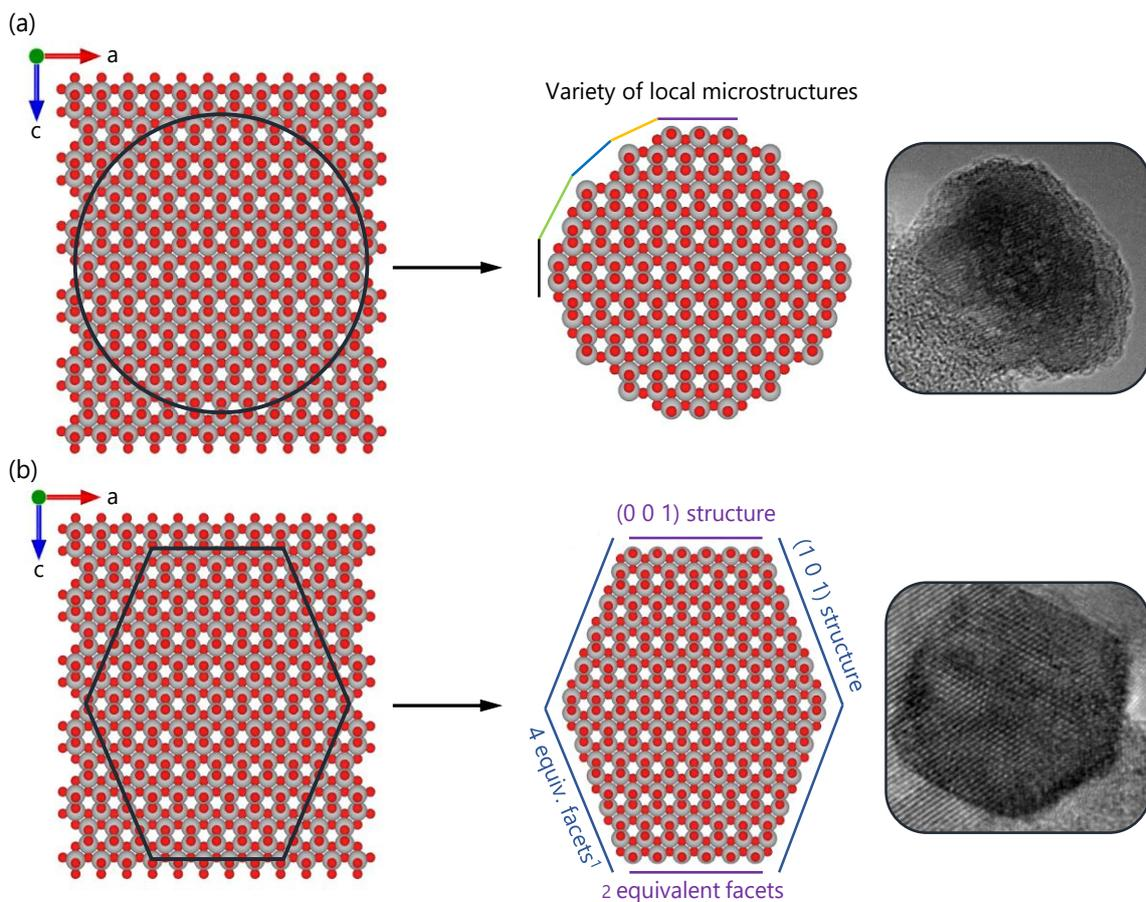 (a)
a
c
Variety of local microstructures
(b)
a
c
(0 0 1) structure
(1 0 1) structure
4 equiv. facets¹
2 equivalent facets